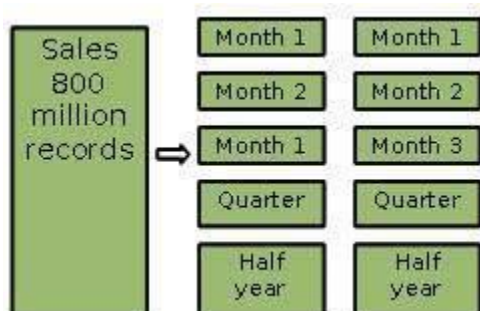 Sales
800
million
records
Month 1
Month 1
Month 2
Month 2
Month 1
Month 3
Quarter
Quarter
Half
year
Half
year